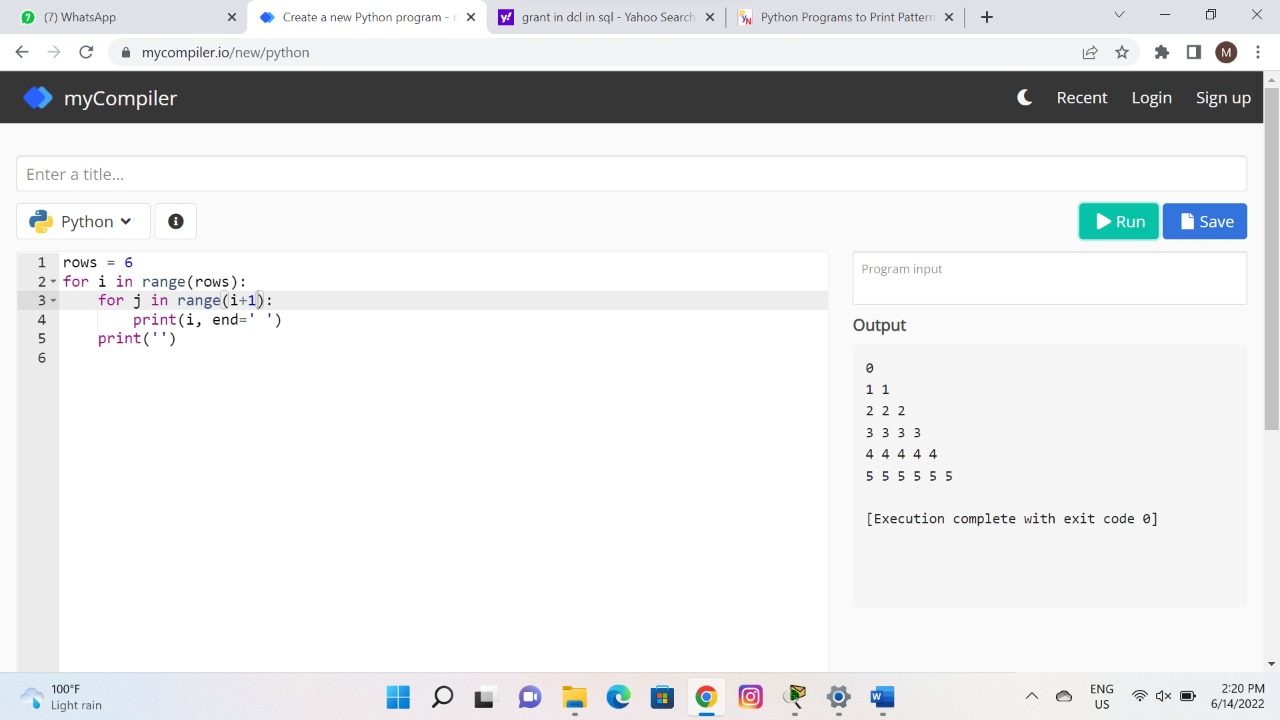 (7) WhatsApp
Create a new Python program -
grant in dcl in sql - Yahoo Search
Python Programs to Print Pattern
mycompiler.io/new/python
M
myCompiler
Recent
Login
Sign up
Enter a title...
Python
Run
Save
1 rows = 6
2 for i in range(rows):
3     for j in range(i+1):
4         print(i, end=' ')
5     print('')
6
Program input
Output
0
1 1
2 2 2
3 3 3 3
4 4 4 4 4
5 5 5 5 5 5
[Execution complete with exit code 0]
100°F
Light rain
ENG
US
2:20 PM
6/14/2022